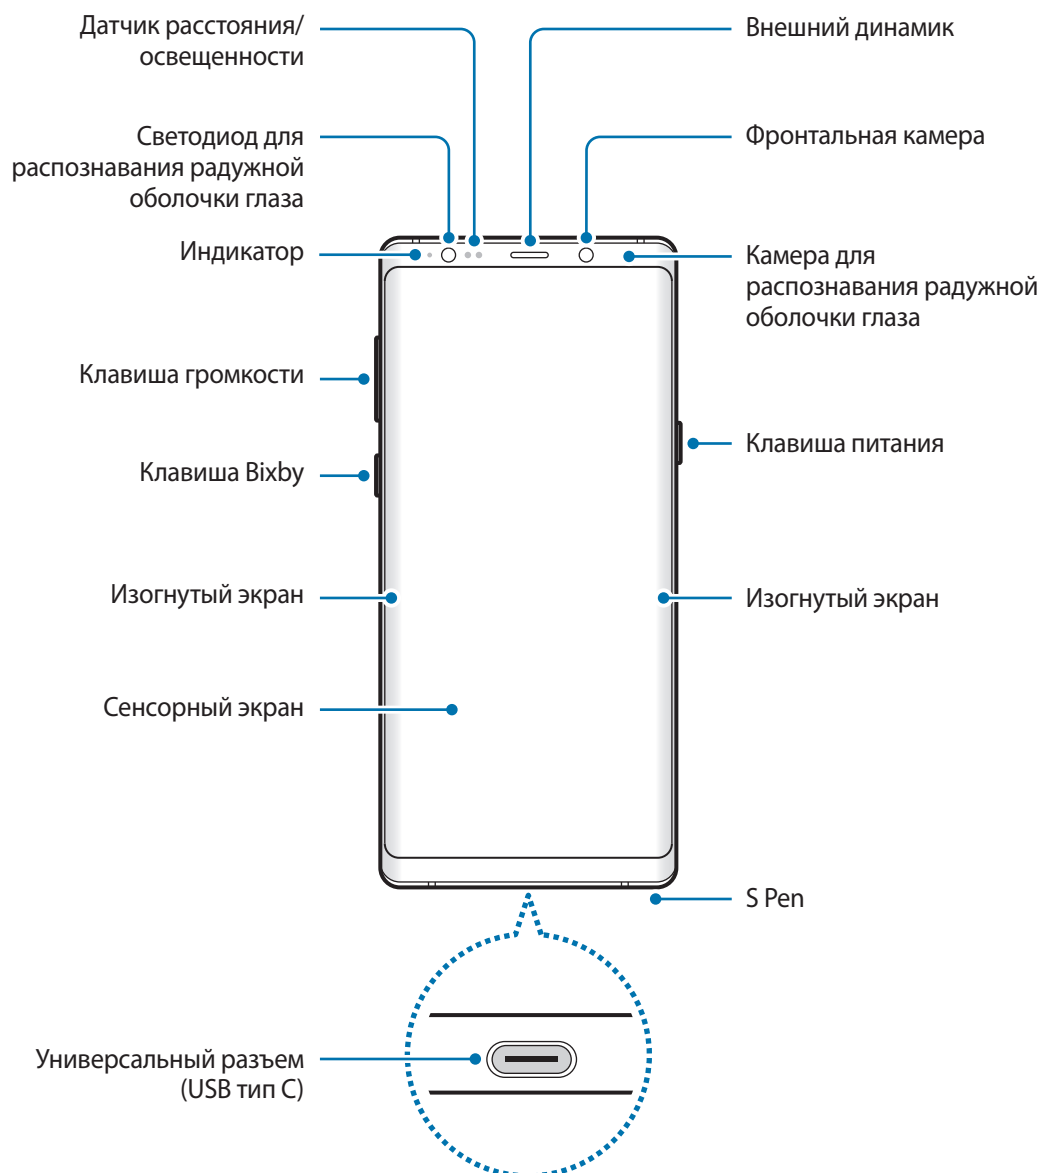 Датчик расстояния/
освещенности
Светодиод для
распознавания радужной
оболочки глаза
Индикатор
Клавиша громкости
Клавиша Bixby
Изогнутый экран
Сенсорный экран
Универсальный разъем
(USB тип C)
Внешний динамик
Фронтальная камера
Камера для
распознавания радужной
оболочки глаза
Клавиша питания
Изогнутый экран
S Pen